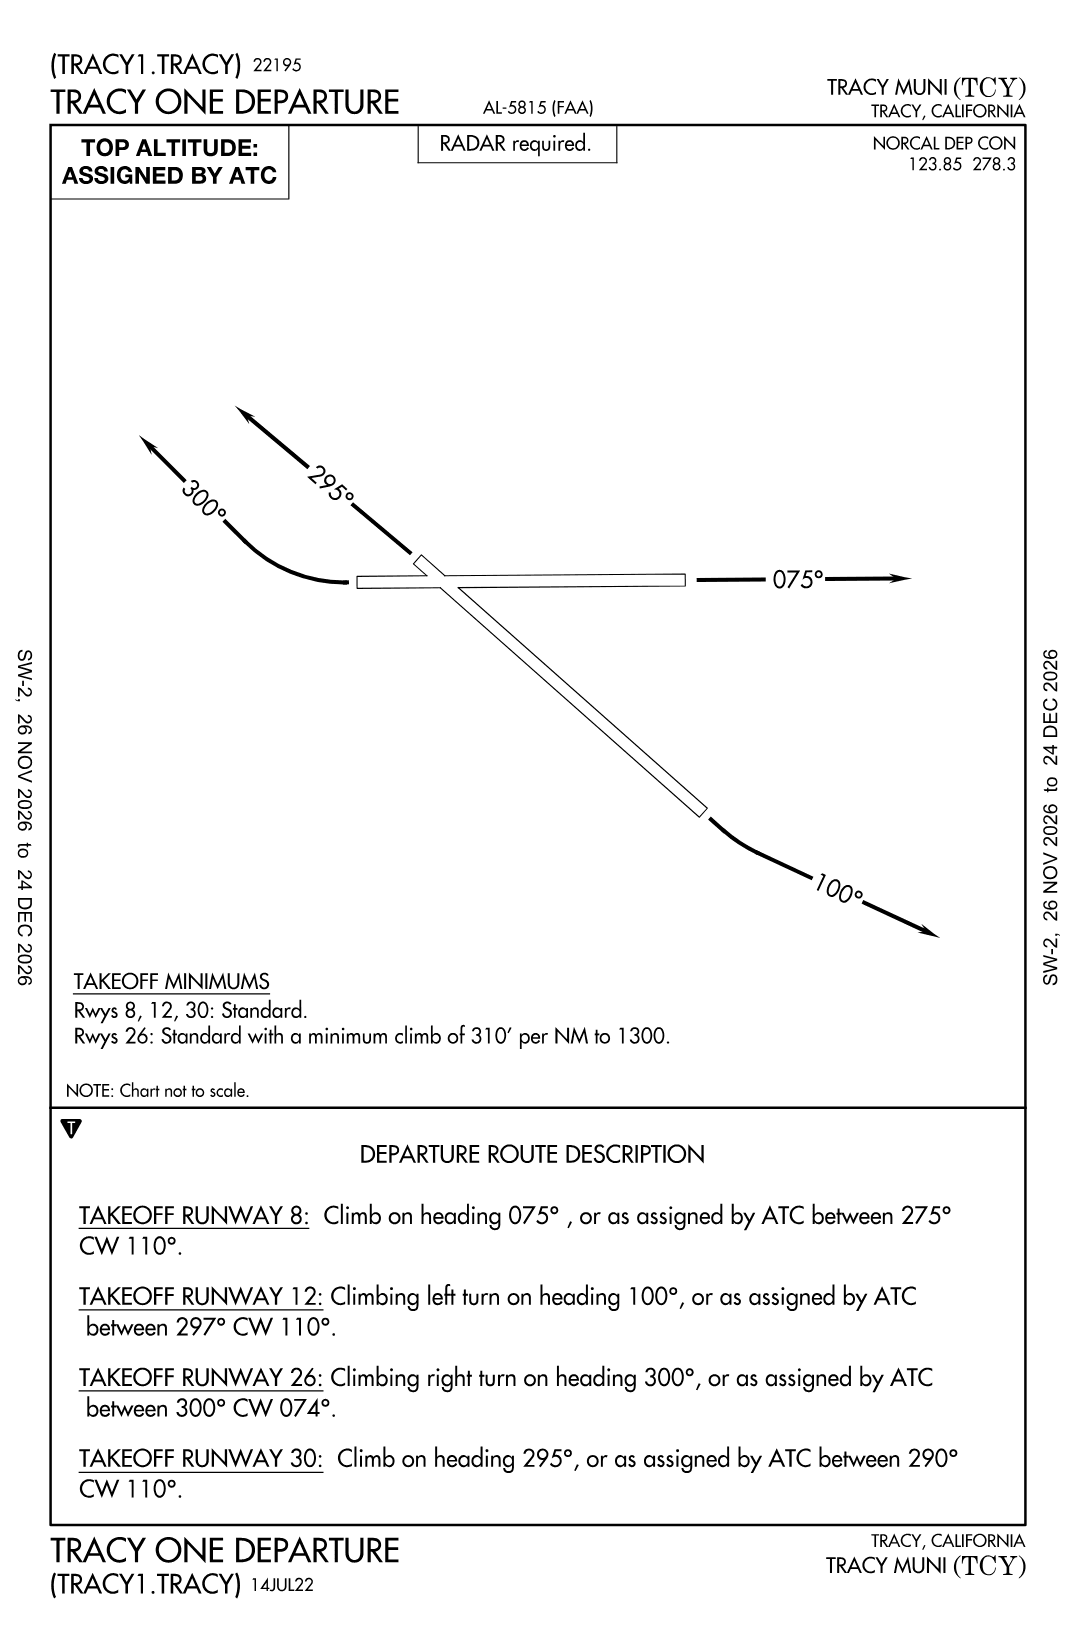 (TRACY1.TRACY) 22195
TRACY ONE DEPARTURE
AL-5815 (FAA)
TRACY MUNI (TCY)
TRACY, CALIFORNIA
TOP ALTITUDE:
ASSIGNED BY ATC
RADAR required.
NORCAL DEP CON
123.85 278.3
295°
300°
075°
100°
SW-2, 26 NOV 2026 to 24 DEC 2026
SW-2, 26 NOV 2026 to 24 DEC 2026
TAKEOFF MINIMUMS
Rwys 8, 12, 30: Standard.
Rwys 26: Standard with a minimum climb of 310′ per NM to 1300.
NOTE: Chart not to scale.
T
DEPARTURE ROUTE DESCRIPTION
TAKEOFF RUNWAY 8: Climb on heading 075° , or as assigned by ATC between 275°
CW 110°.
TAKEOFF RUNWAY 12: Climbing left turn on heading 100°, or as assigned by ATC
between 297° CW 110°.
TAKEOFF RUNWAY 26: Climbing right turn on heading 300°, or as assigned by ATC
between 300° CW 074°.
TAKEOFF RUNWAY 30: Climb on heading 295°, or as assigned by ATC between 290°
CW 110°.
TRACY ONE DEPARTURE
(TRACY1.TRACY) 14JUL22
TRACY, CALIFORNIA
TRACY MUNI (TCY)